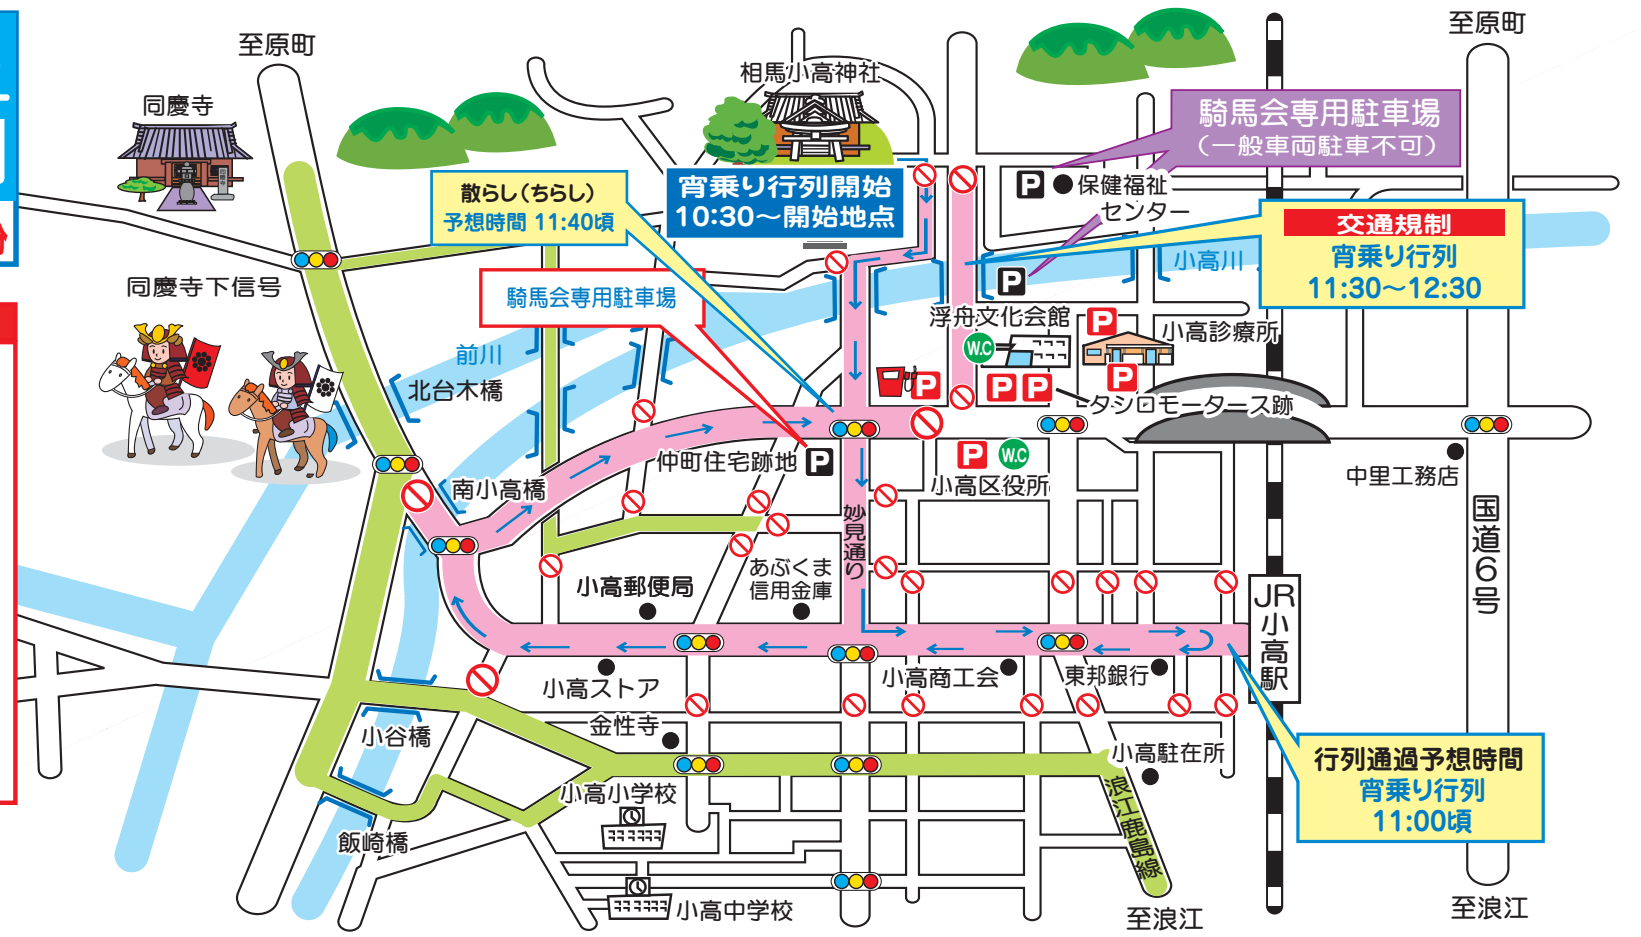 至原町
至原町
同慶寺
相馬小高神社
騎馬会専用駐車場
（一般車両駐車不可）
散らし（ちらし）
予想時間 11:40頃
宵乗り行列開始
10:30〜開始地点
P
保健福祉
センター
交通規制
宵乗り行列
11:30〜12:30
小高川
同慶寺下信号
騎馬会専用駐車場
P
浮舟文化会館
P
小高診療所
W.C
前川
北台木橋
P
P
P
P
タシロモータース跡
仲町住宅跡地
P
P
W.C
小高区役所
中里工務店
南小高橋
妙見通り
国道6号
あぶくま
信用金庫
小高郵便局
JR小高駅
小高ストア
小高商工会
東邦銀行
金性寺
小谷橋
小高駐在所
行列通過予想時間
宵乗り行列
11:00頃
小高小学校
浪江鹿島線
飯崎橋
小高中学校
至浪江
至浪江